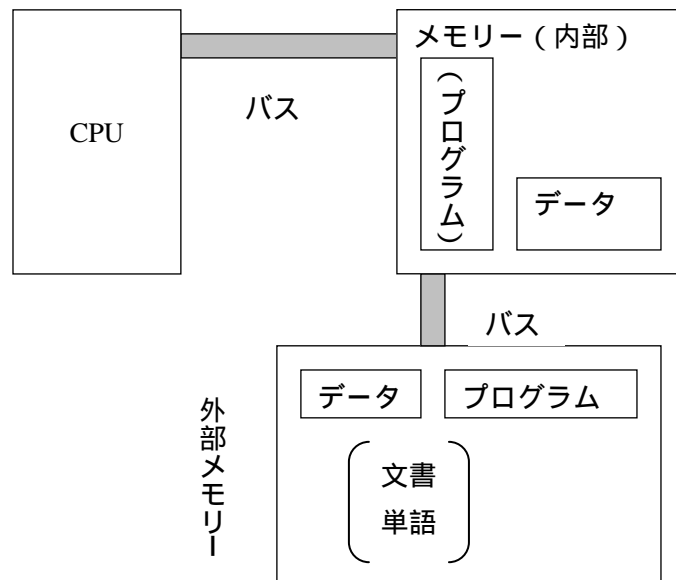 CPU
バス
メモリー（内部）
（プログラム）
データ
バス
外部メモリー
データ
プログラム
文書
単語